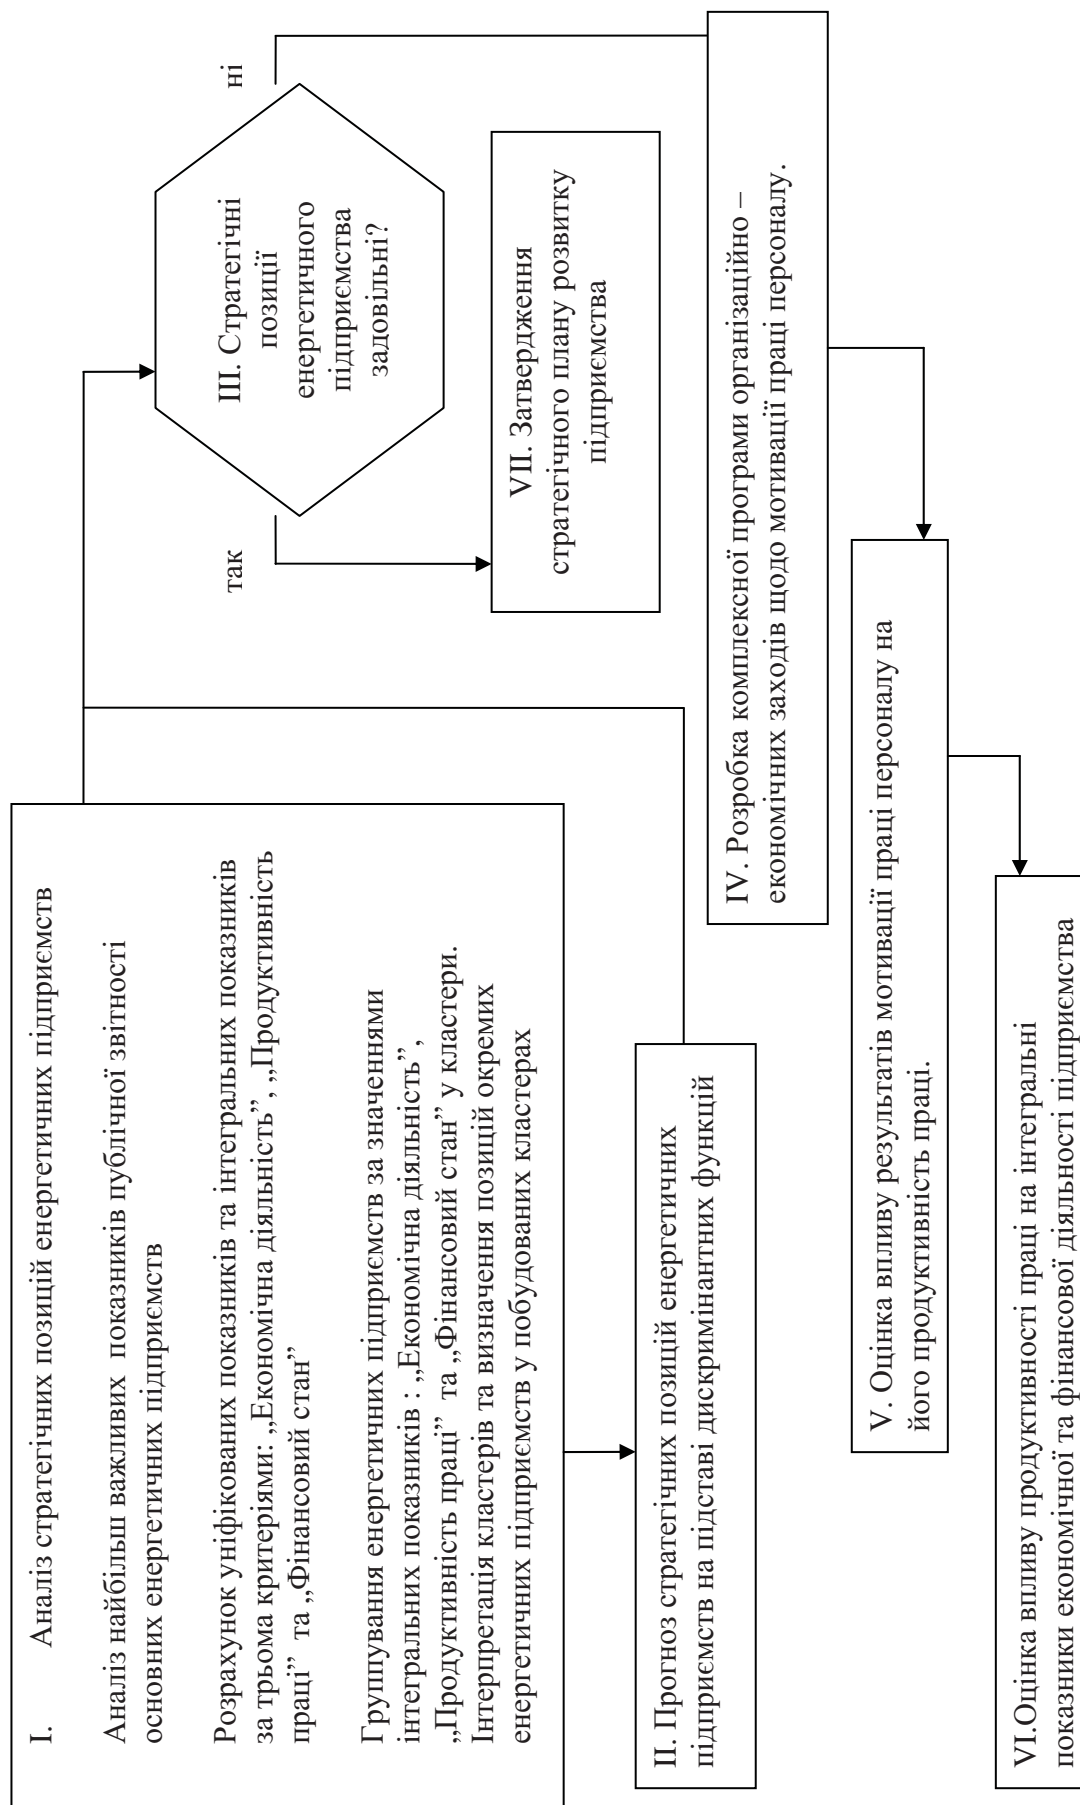 I. Аналіз стратегічних позицій енергетичних підприємств
Аналіз найбільш важливих показників публічної звітності
основних енергетичних підприємств
Розрахунок уніфікованих показників та інтегральних показників
за трьома критеріями: „Економічна діяльність”, „Продуктивність
праці” та „Фінансовий стан”
Группування енергетичних підприємств за значеннями
інтегральних показників : „Економічна діяльність”,
„Продуктивність праці” та „Фінансовий стан” у кластери.
Інтерпретація кластерів та визначення позицій окремих
енергетичних підприємств у побудованих кластерах
II. Прогноз стратегічних позицій енергетичних
підприємств на підставі дискримінантних функцій
III. Стратегічні
позиції
енергетичного
підприємства
задовільні?
так
ні
VII. Затвердження
стратегічного плану розвитку
підприємства
IV. Розробка комплексної програми організаційно –
економічних заходів щодо мотивації праці персоналу.
V. Оцінка впливу результатів мотивації праці персоналу на
його продуктивність праці.
VI.Оцінка впливу продуктивності праці на інтегральні
показники економічної та фінансової діяльності підприємства